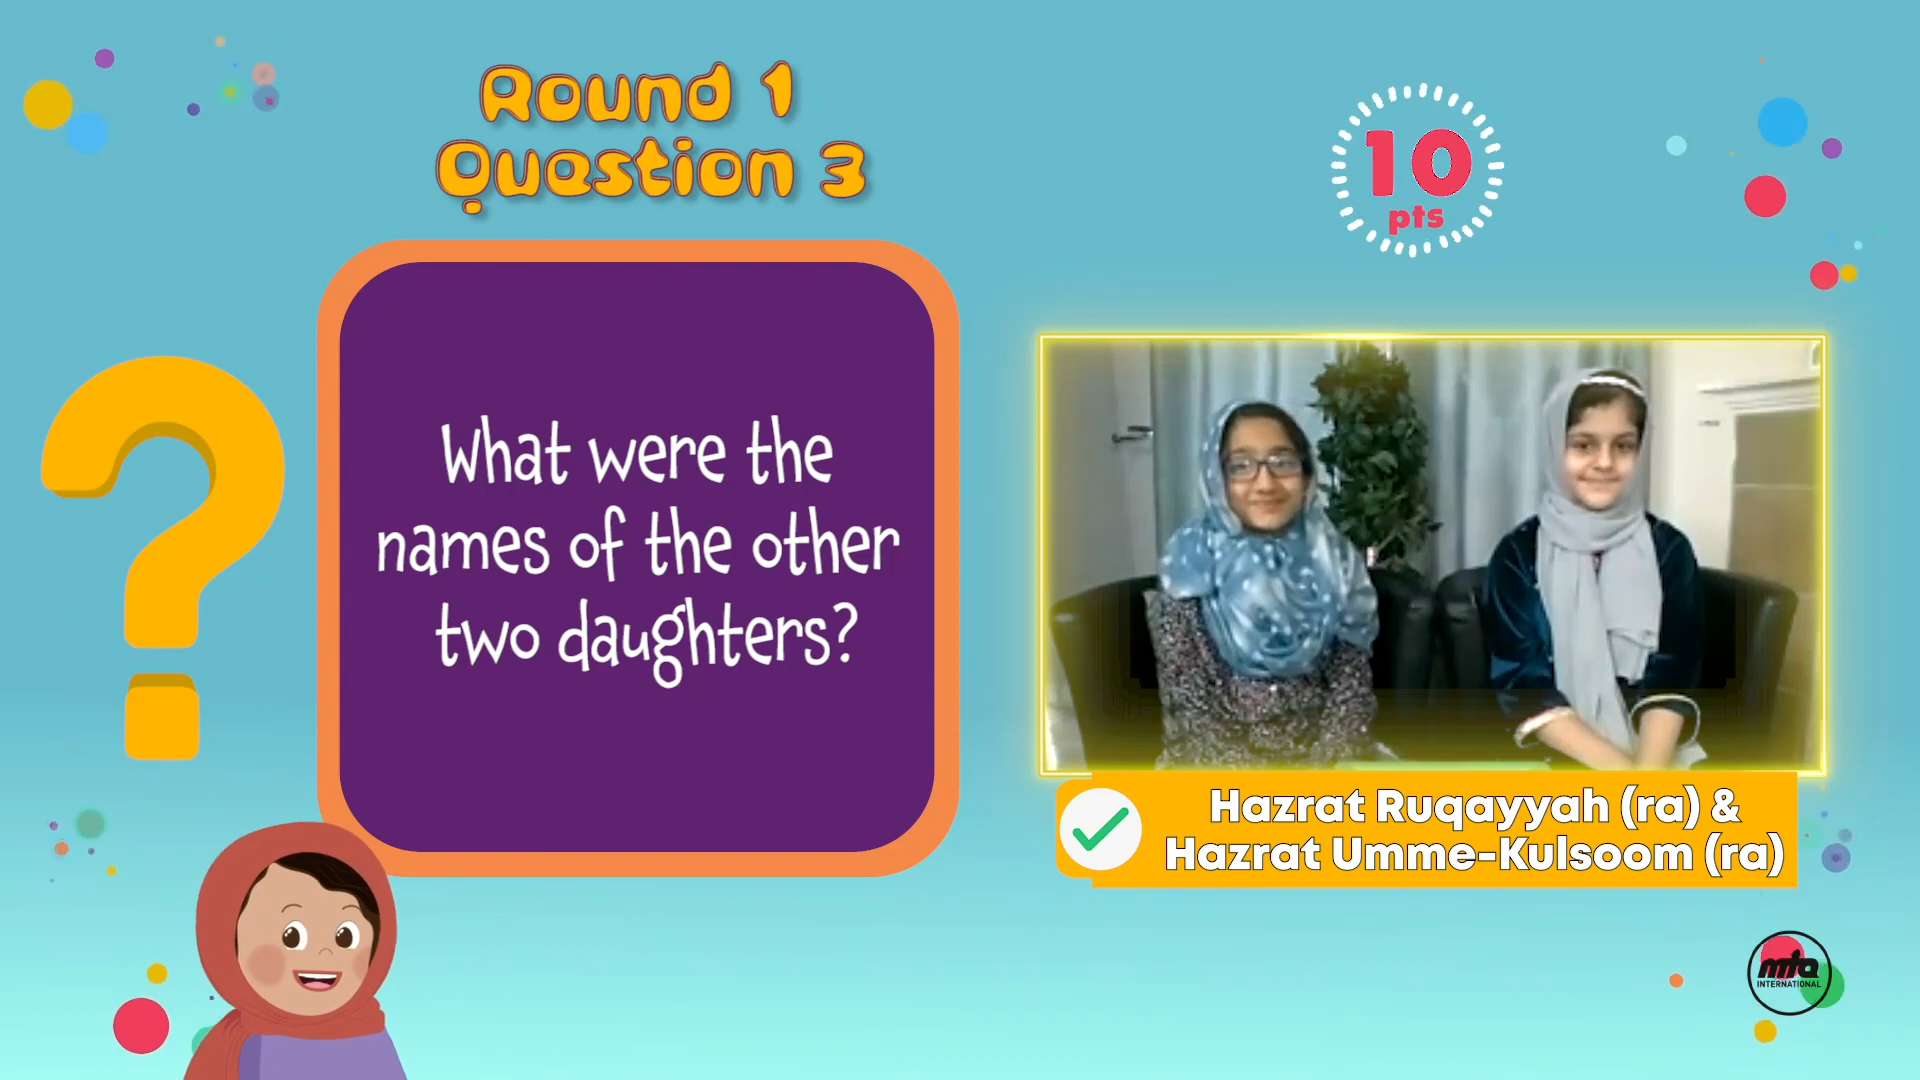 Round 1
Question 3
10
pts
What were the
names of the other
two daughters?
Hazrat Ruqayyah (ra) &
Hazrat Umme-Kulsoom (ra)
mta
INTERNATIONAL